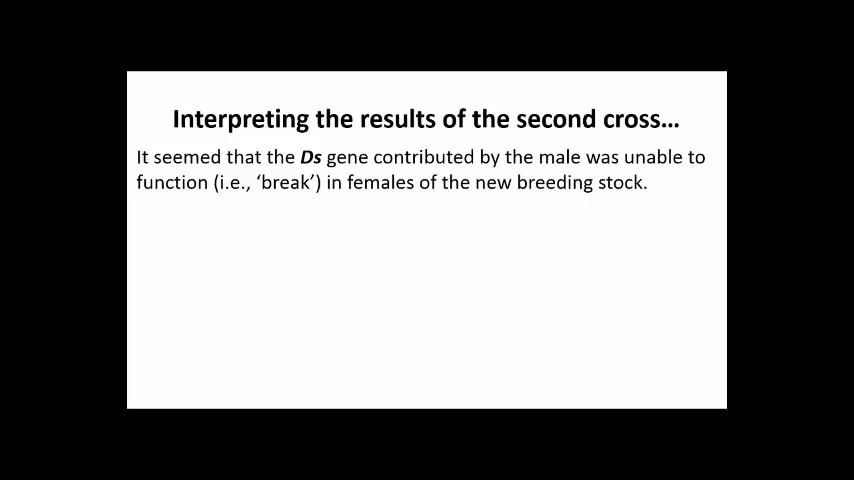 Interpreting the results of the second cross…
It seemed that the Ds gene contributed by the male was unable to
function (i.e., ‘break’) in females of the new breeding stock.